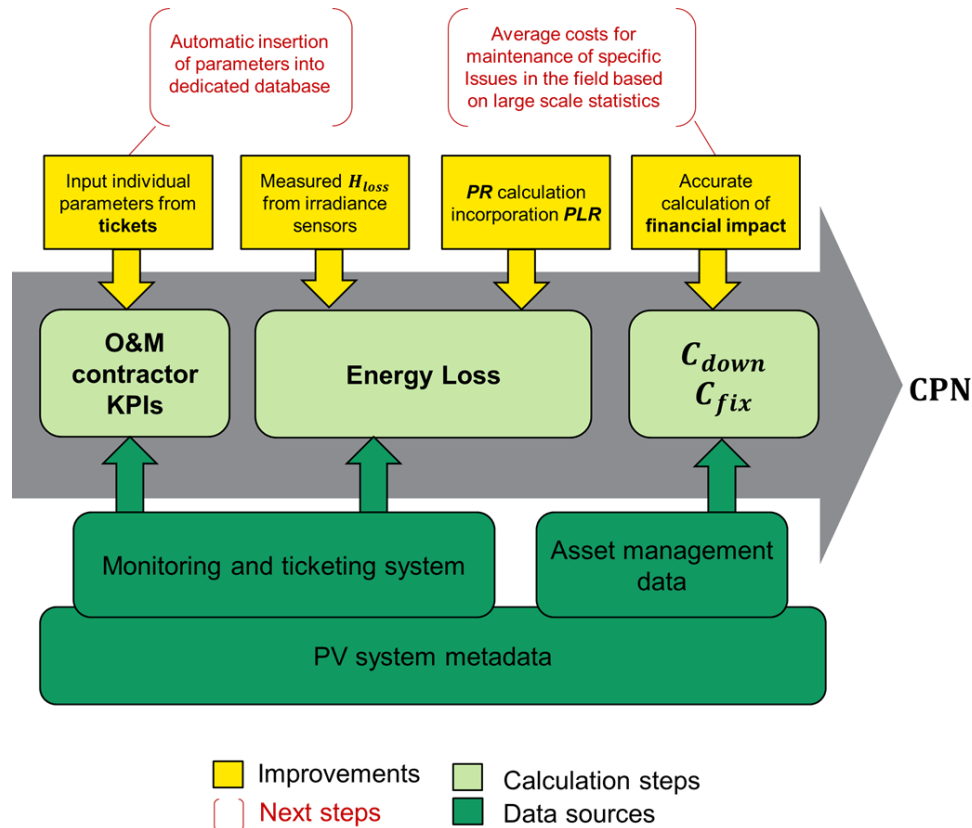 Automatic insertion
of parameters into
dedicated database
Average costs for
maintenance of specific
Issues in the field based
on large scale statistics
Input individual
parameters from
tickets
Measured H_loss
from irradiance
sensors
PR calculation
incorporation PLR
Accurate
calculation of
financial impact
O&M
contractor
KPIs
Energy Loss
C_down
C_fix
CPN
Monitoring and ticketing system
Asset management
data
PV system metadata
Improvements
Calculation steps
Next steps
Data sources